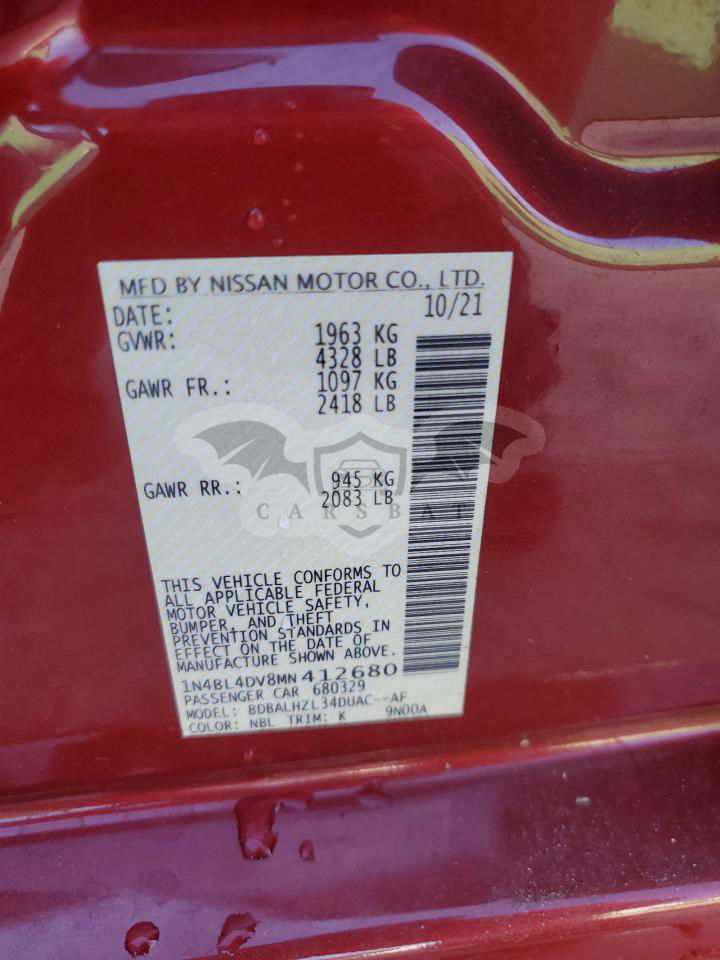 MFD BY NISSAN MOTOR CO., LTD.
DATE: 10/21
GVWR: 1963 KG
4328 LB
GAWR FR.: 1097 KG
2418 LB
GAWR RR.: 945 KG
2083 LB
CARSBAT
THIS VEHICLE CONFORMS TO
ALL APPLICABLE FEDERAL
MOTOR VEHICLE SAFETY,
BUMPER, AND THEFT
PREVENTION STANDARDS IN
EFFECT ON THE DATE OF
MANUFACTURE SHOWN ABOVE.
1N4BL4DV8MN412680
PASSENGER CAR 680329
MODEL: BDBALHZL34DUAC--AF
COLOR: NBL TRIM: K 9N00A